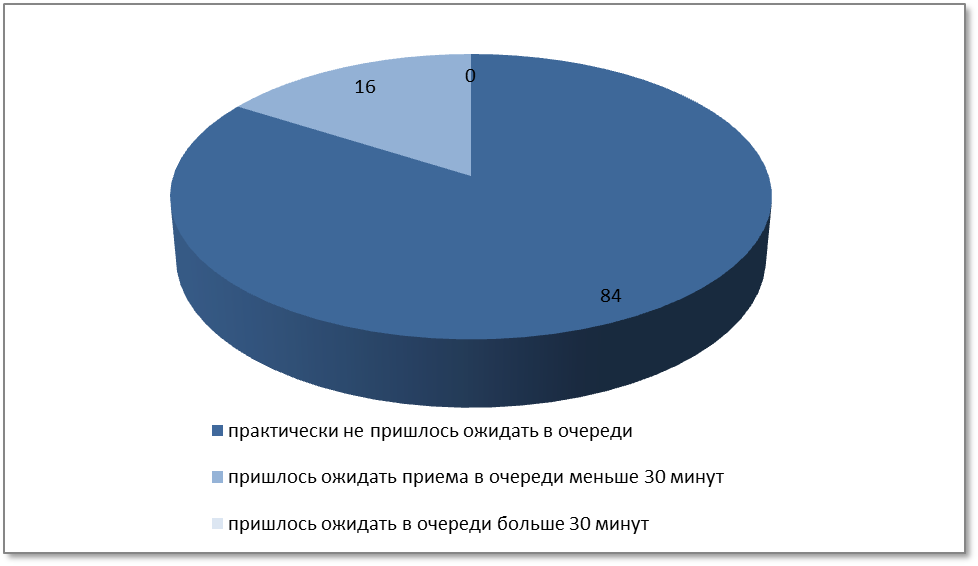 0
16
84
практически не пришлось ожидать в очереди
пришлось ожидать приема в очереди меньше 30 минут
пришлось ожидать в очереди больше 30 минут